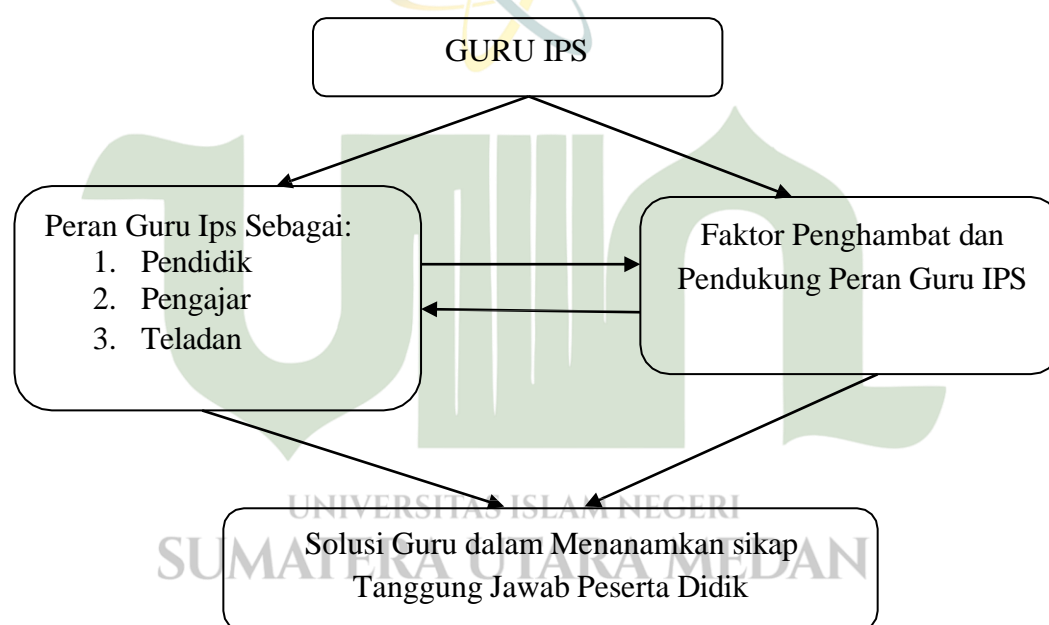 GURU IPS
Peran Guru Ips Sebagai:
1. Pendidik
2. Pengajar
3. Teladan
Faktor Penghambat dan
Pendukung Peran Guru IPS
UNIVERSITAS ISLAM NEGERI
SUMATERA UTARA MEDAN
Solusi Guru dalam Menanamkan sikap
Tanggung Jawab Peserta Didik